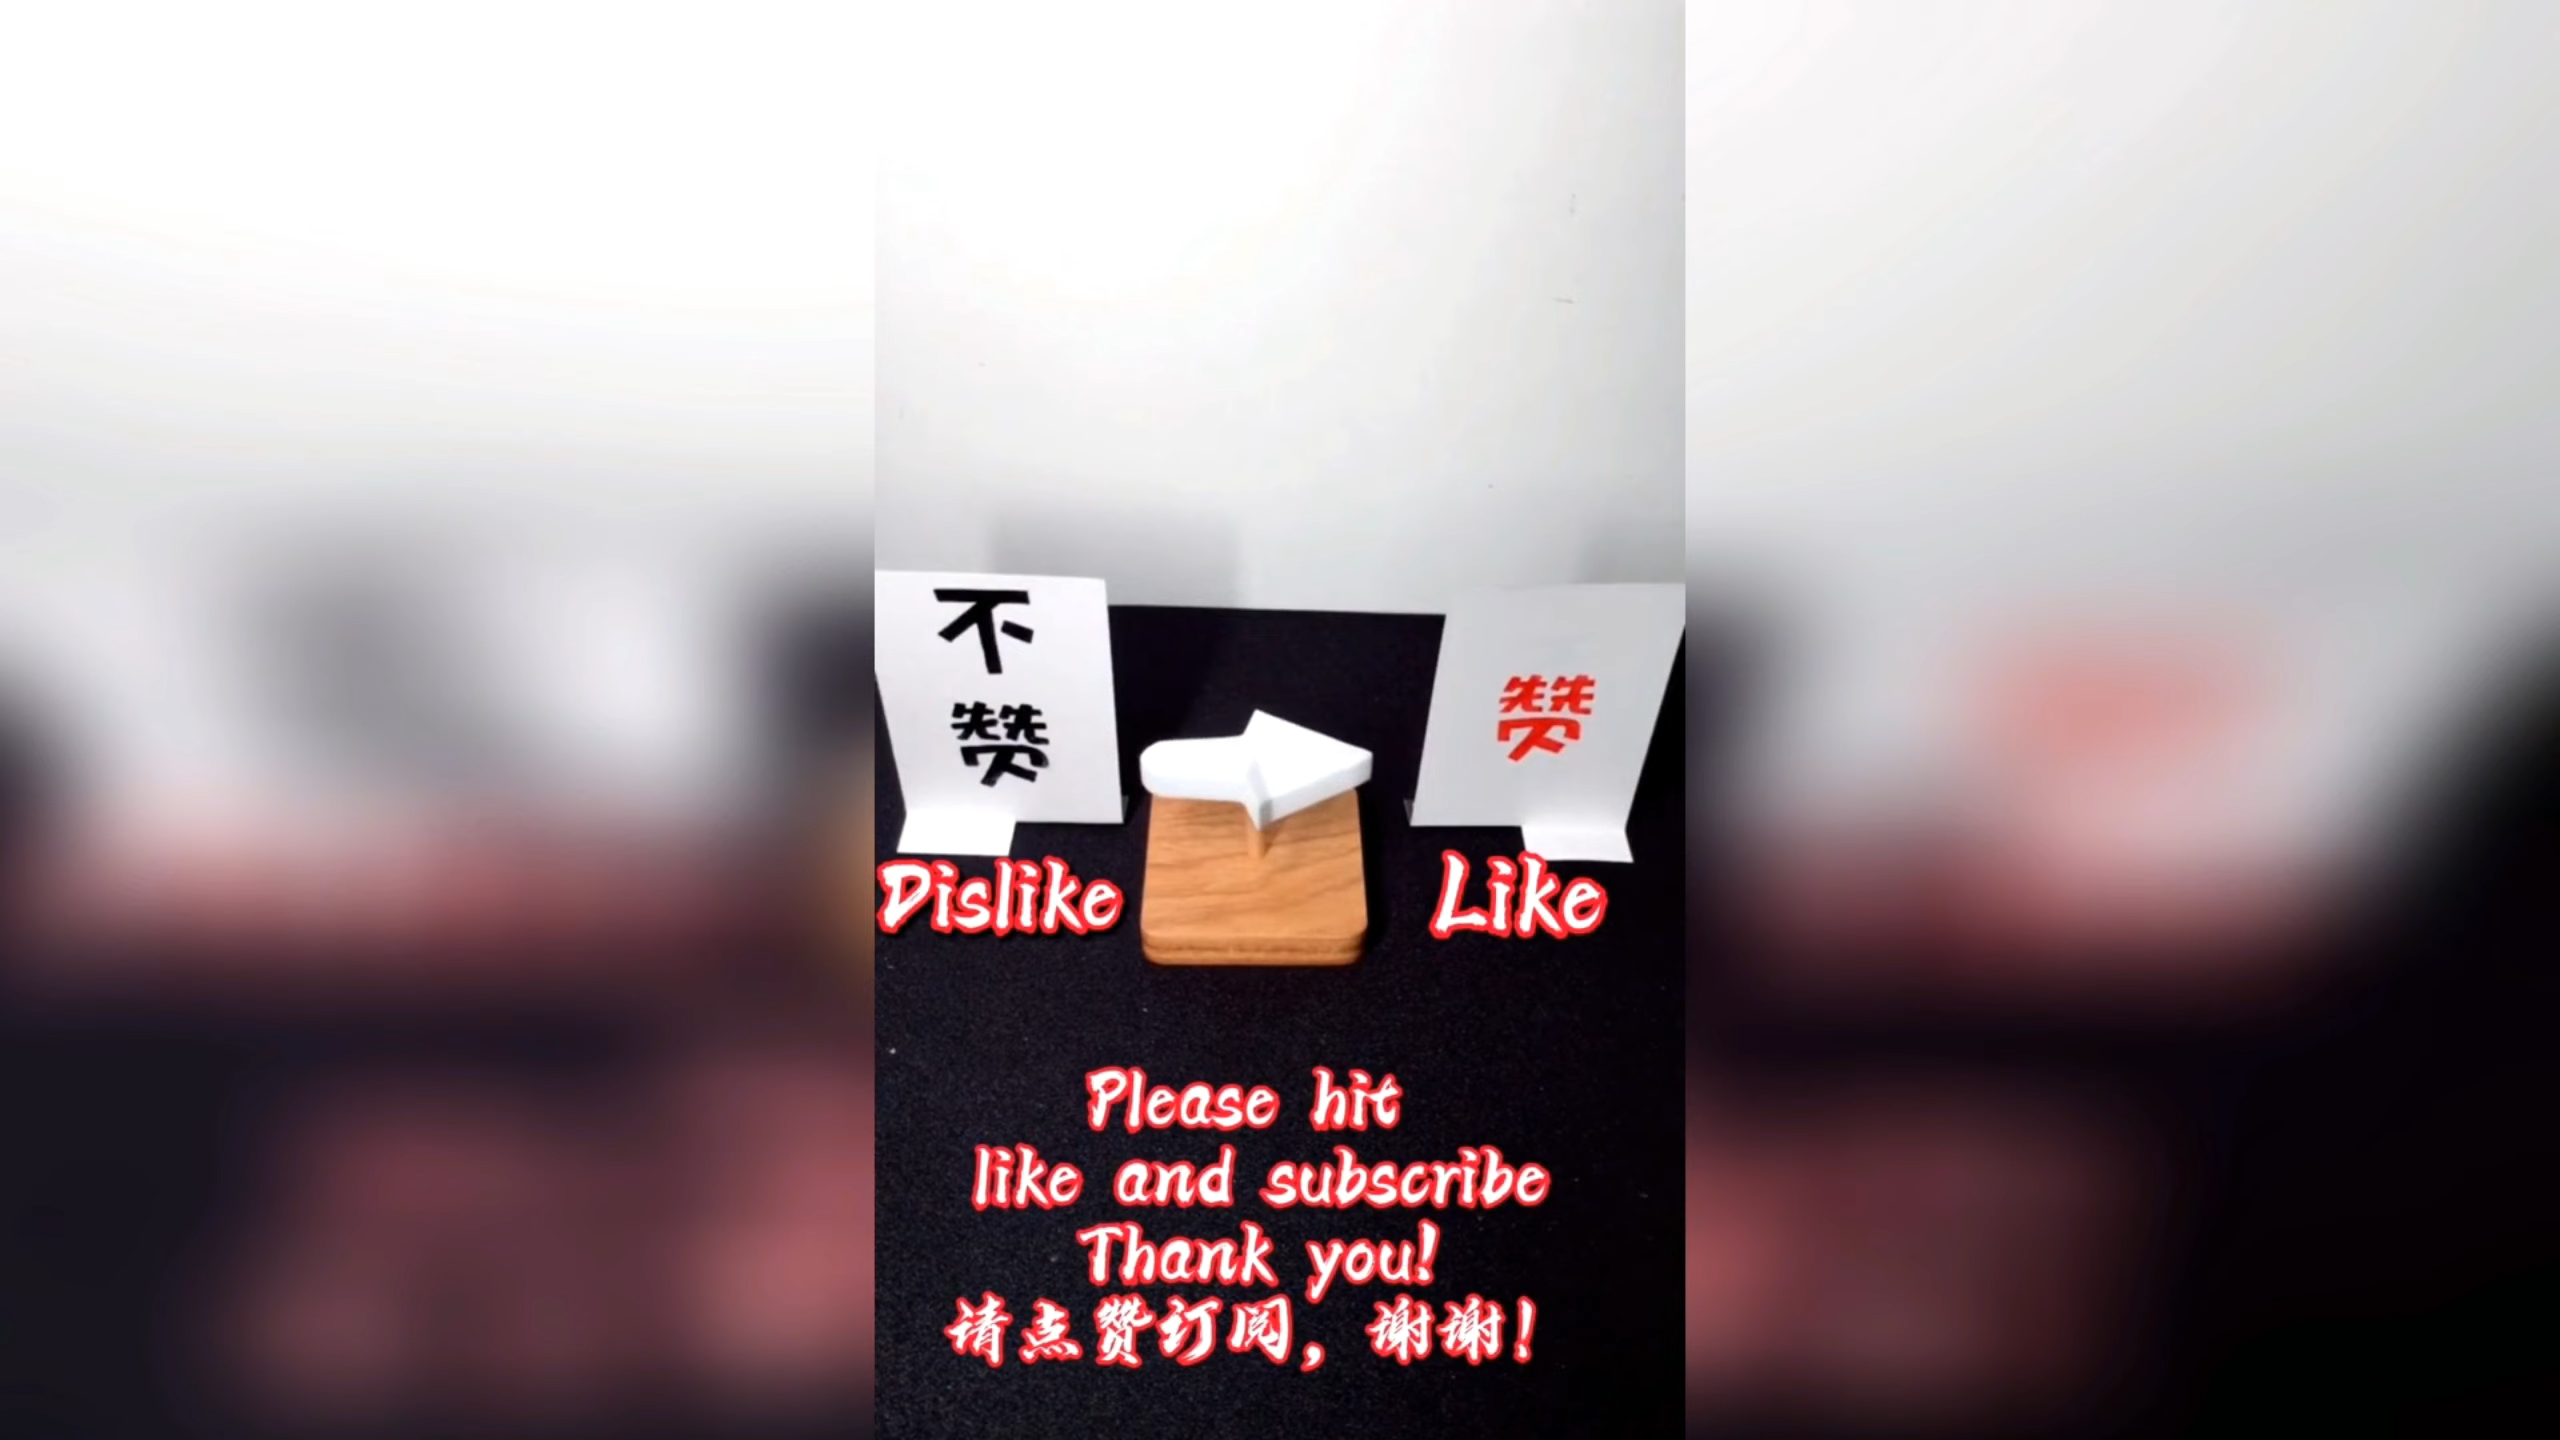 不
赞
赞
Dislike
Like
Please hit
like and subscribe
Thank you!
请点赞订阅，谢谢！